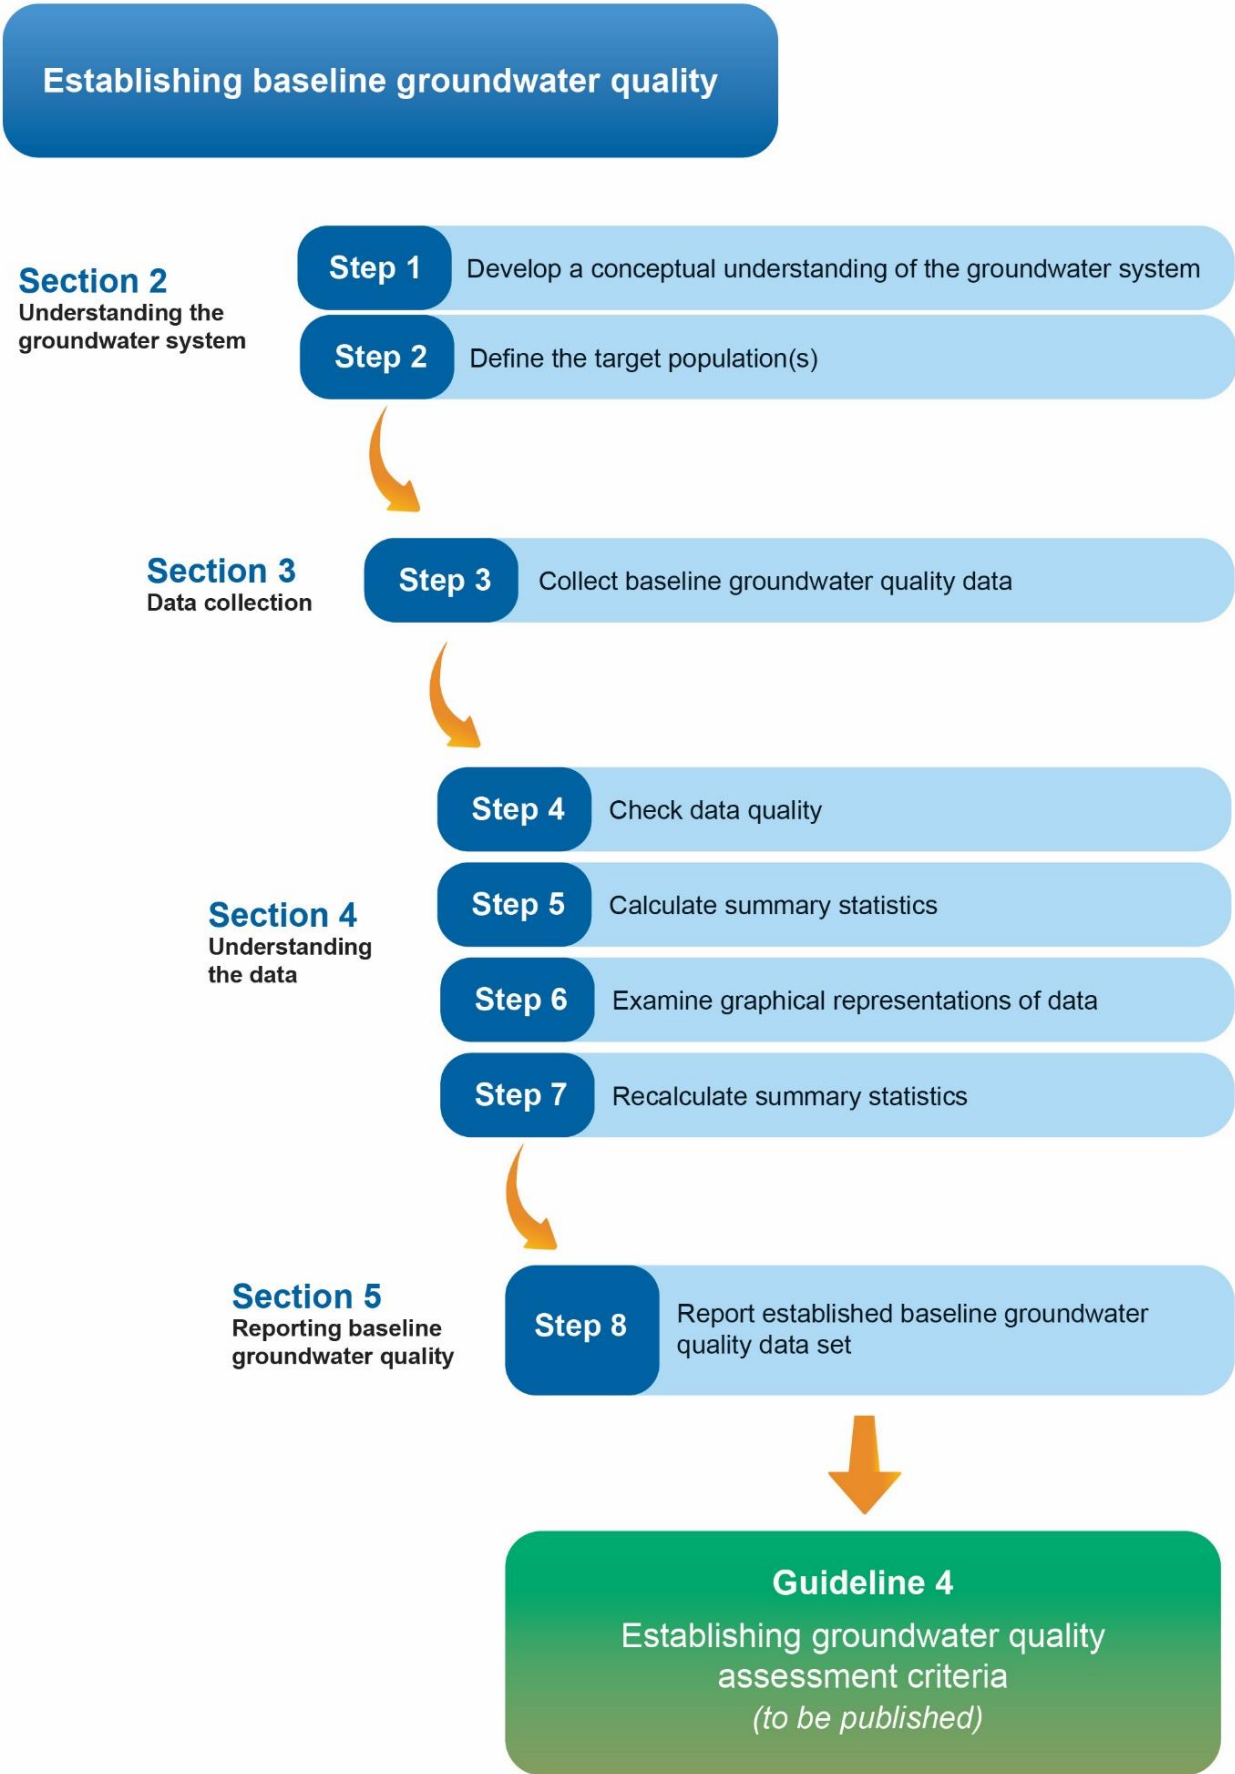 Establishing baseline groundwater quality
Section 2
Understanding the
groundwater system
Step 1
Develop a conceptual understanding of the groundwater system
Step 2
Define the target population(s)
Section 3
Data collection
Step 3
Collect baseline groundwater quality data
Section 4
Understanding
the data
Step 4
Check data quality
Step 5
Calculate summary statistics
Step 6
Examine graphical representations of data
Step 7
Recalculate summary statistics
Section 5
Reporting baseline
groundwater quality
Step 8
Report established baseline groundwater
quality data set
Guideline 4
Establishing groundwater quality
assessment criteria
(to be published)